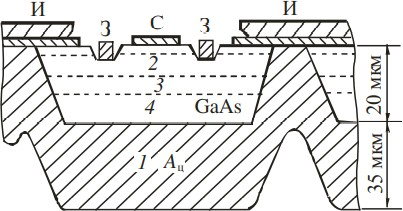 И З С З И
2
3
4 GaAs
1 Aц
20 мкм
35 мкм